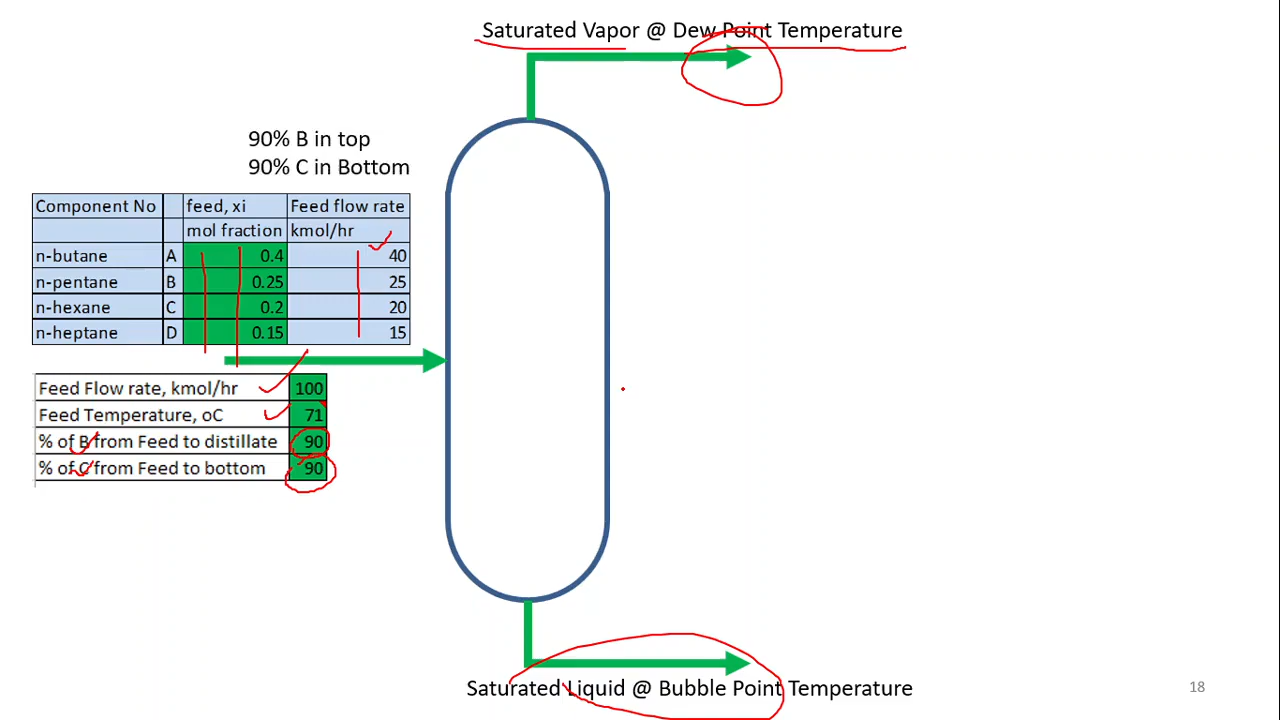 Saturated Vapor @ Dew Point Temperature
90% B in top
90% C in Bottom
Component No feed, xi Feed flow rate
mol fraction kmol/hr
n-butane A 0.4 40
n-pentane B 0.25 25
n-hexane C 0.2 20
n-heptane D 0.15 15
Feed Flow rate, kmol/hr 100
Feed Temperature, oC 71
% of B from Feed to distillate 90
% of C from Feed to bottom 90
Saturated Liquid @ Bubble Point Temperature
18